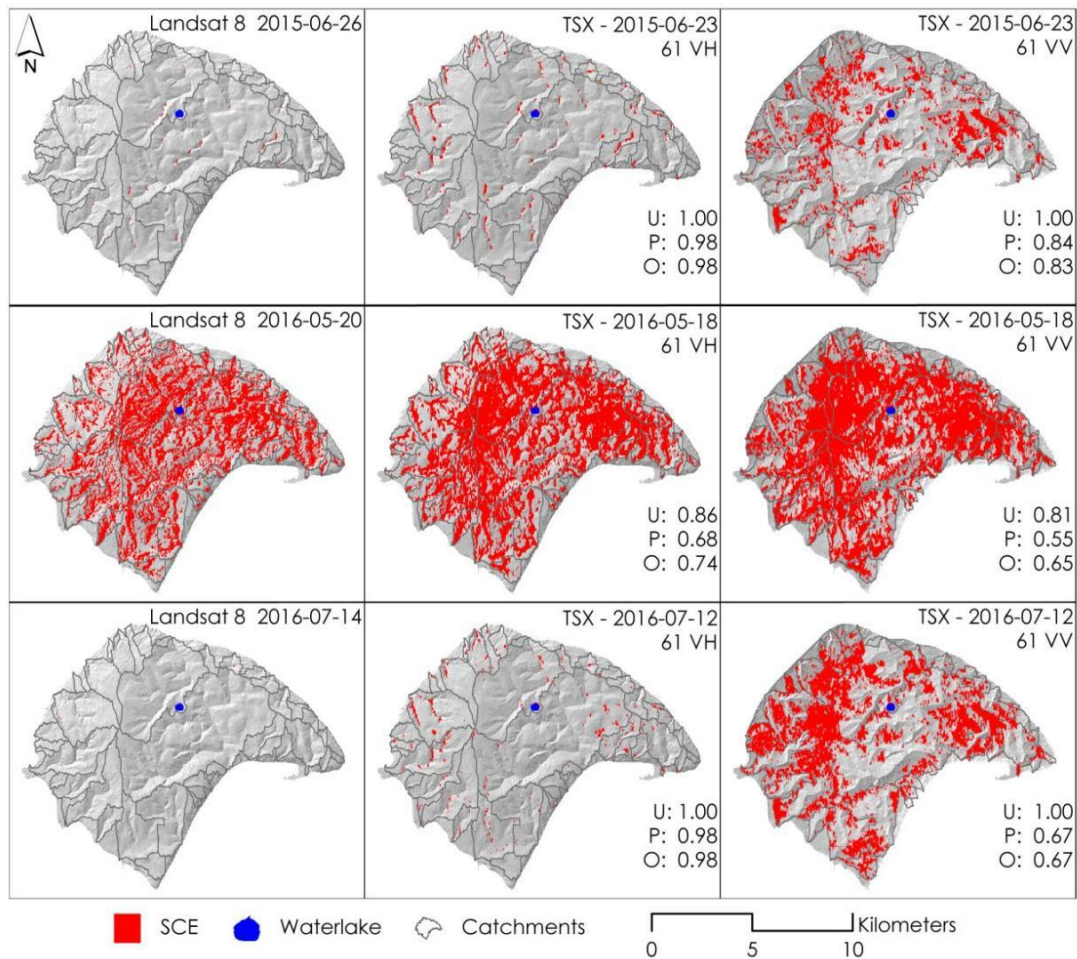 N
Landsat 8 2015-06-26
TSX - 2015-06-23
61 VH
U: 1.00
P: 0.98
O: 0.98
TSX - 2015-06-23
61 VV
U: 1.00
P: 0.84
O: 0.83
Landsat 8 2016-05-20
TSX - 2016-05-18
61 VH
U: 0.86
P: 0.68
O: 0.74
TSX - 2016-05-18
61 VV
U: 0.81
P: 0.55
O: 0.65
Landsat 8 2016-07-14
TSX - 2016-07-12
61 VH
U: 1.00
P: 0.98
O: 0.98
TSX - 2016-07-12
61 VV
U: 1.00
P: 0.67
O: 0.67
SCE Waterlake Catchments Kilometers
0 5 10